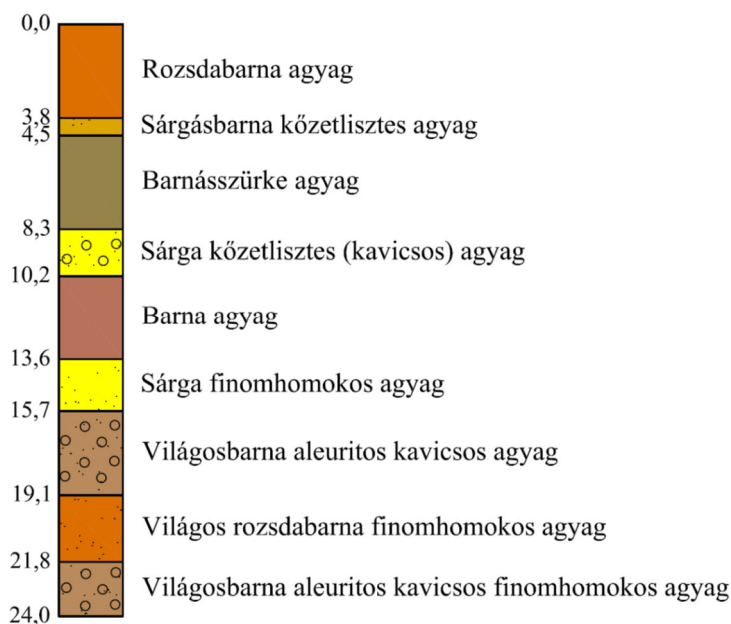 0,0
Rozsdabarna agyag
3,8
Sárgásbarna kőzetlisztes agyag
4,5
Barnásszürke agyag
8,3
Sárga kőzetlisztes (kavicsos) agyag
10,2
Barna agyag
13,6
Sárga finomhomokos agyag
15,7
Világosbarna aleuritos kavicsos agyag
19,1
Világos rozsdabarna finomhomokos agyag
21,8
Világosbarna aleuritos kavicsos finomhomokos agyag
24,0